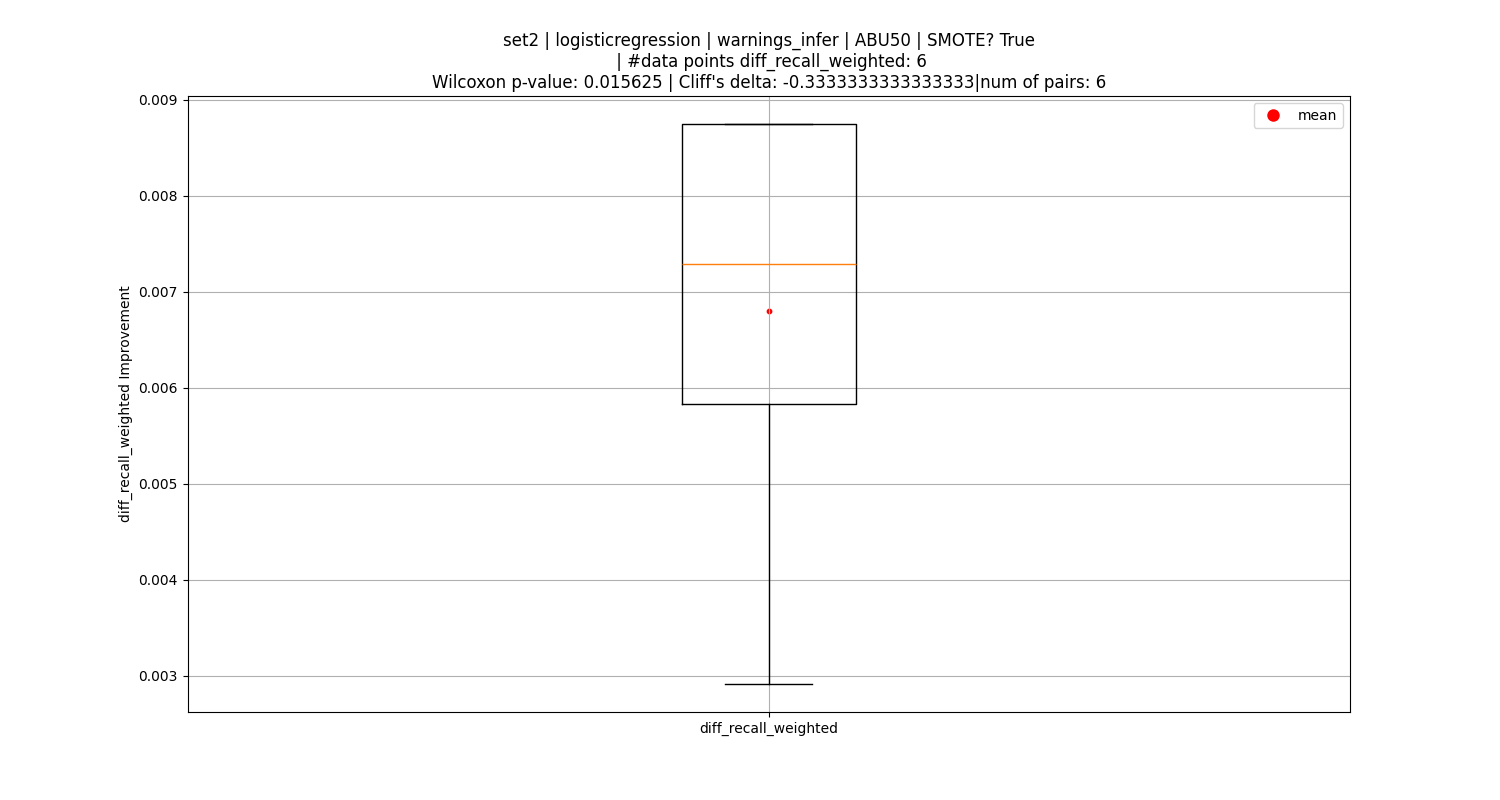 set2 | logisticregression | warnings_infer | ABU50 | SMOTE? True
| #data points diff_recall_weighted: 6
Wilcoxon p-value: 0.015625 | Cliff's delta: -0.3333333333333333|num of pairs: 6
mean
0.009
0.008
0.007
0.006
0.005
0.004
0.003
diff_recall_weighted Improvement
diff_recall_weighted